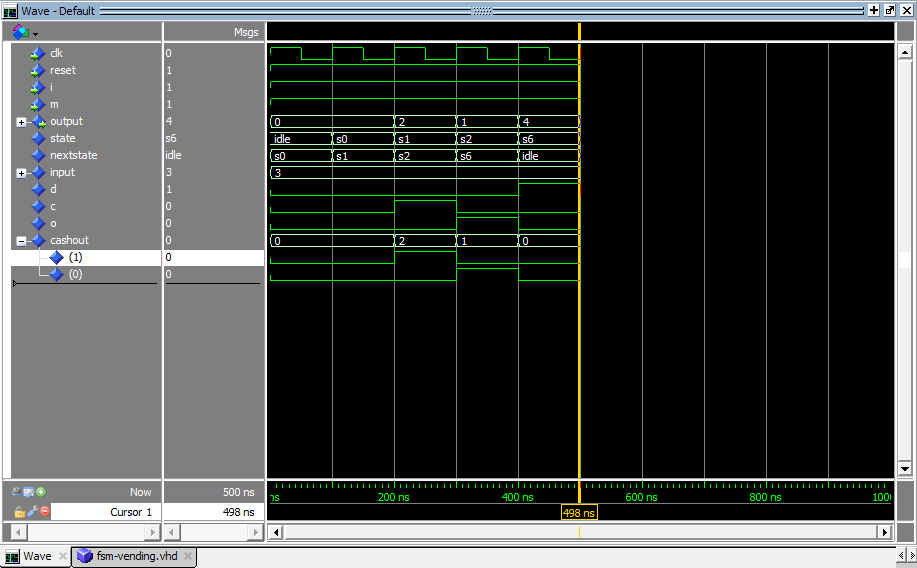 Wave - Default
Msgs
clk 0
reset 1
i 1
m 1
output 4 0 2 1 4
state s6 idle s0 s1 s2 s6
nextstate idle s0 s1 s2 s6 idle
input 3 3
d 1
c 0
o 0
cashout 0 0 2 1 0
(1) 0
(0) 0
Now 500 ns ns 200 ns 400 ns 600 ns 800 ns 100
Cursor 1 498 ns 498 ns
Wave fsm-vending.vhd